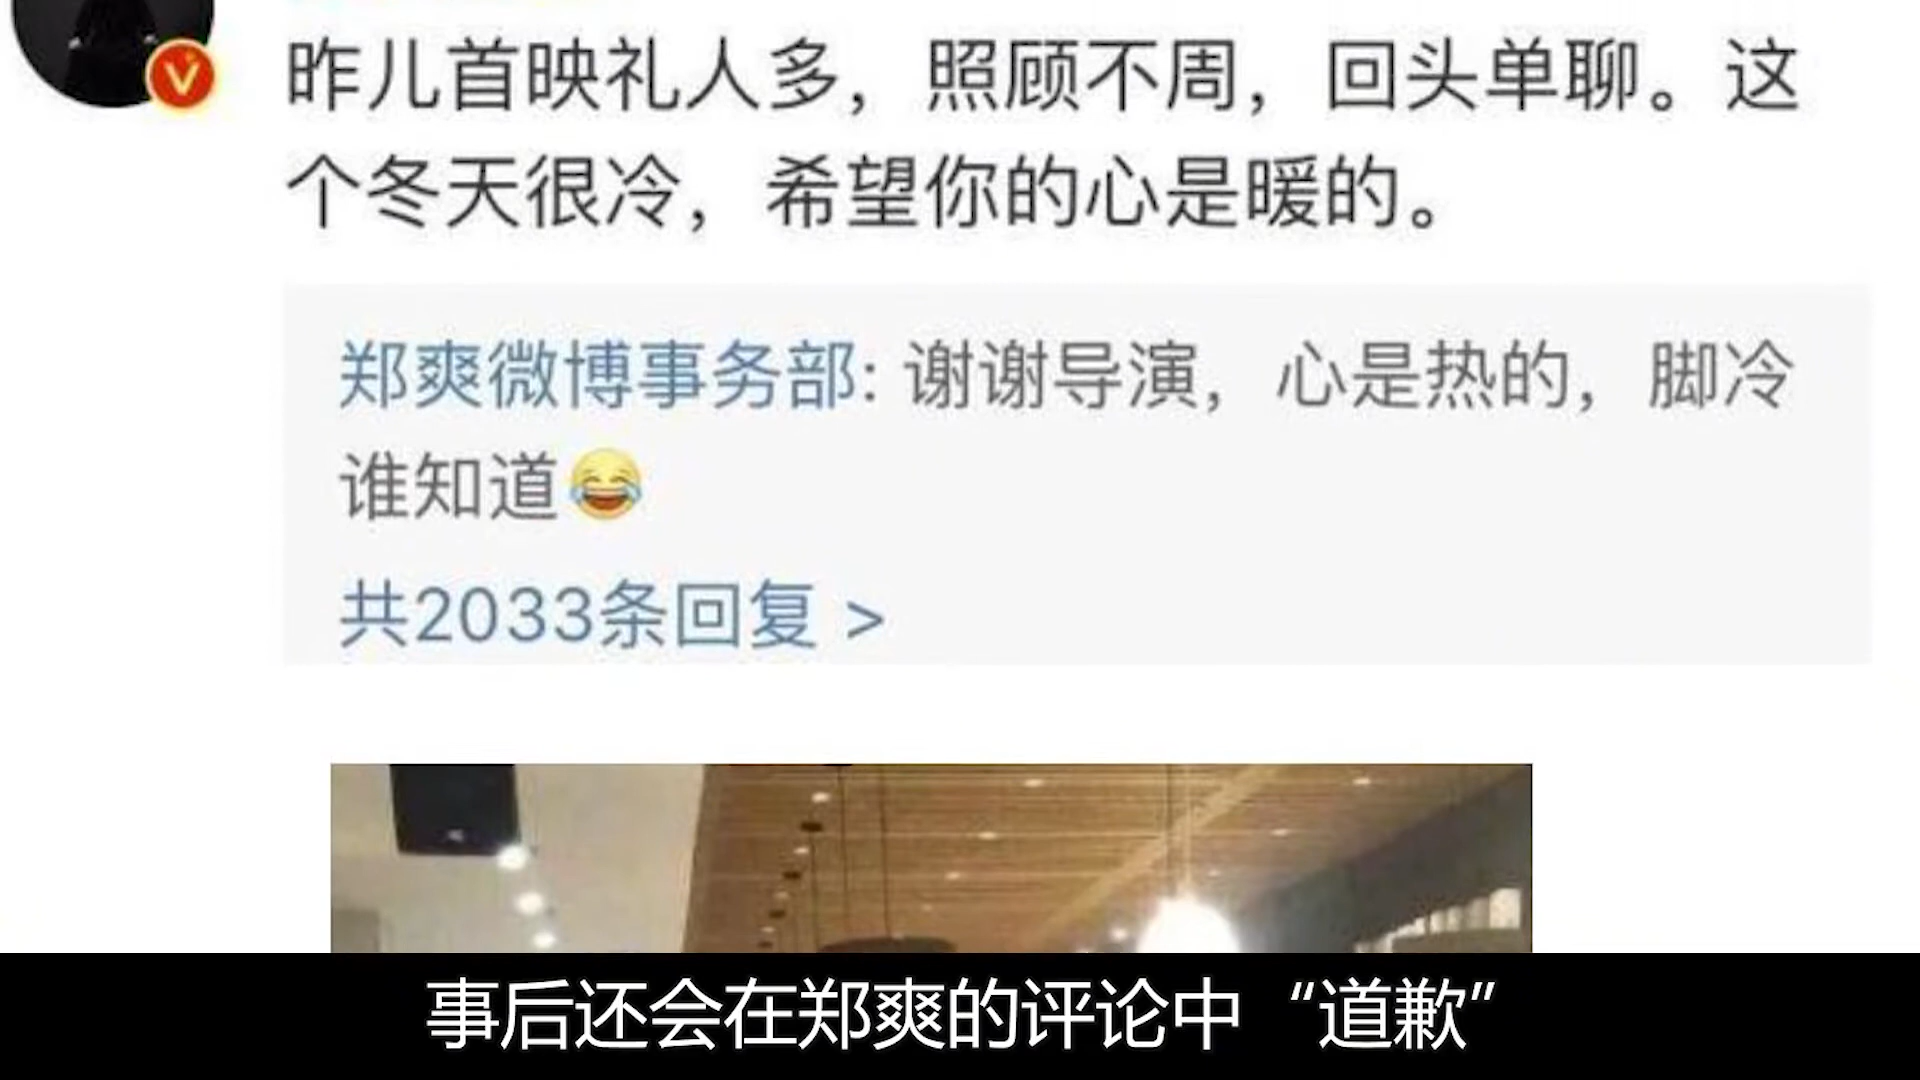 昨儿首映礼人多，照顾不周，回头单聊。这
个冬天很冷，希望你的心是暖的。
郑爽微博事务部: 谢谢导演，心是热的，脚冷
谁知道😂
共2033条回复 >
事后还会在郑爽的评论中“道歉”